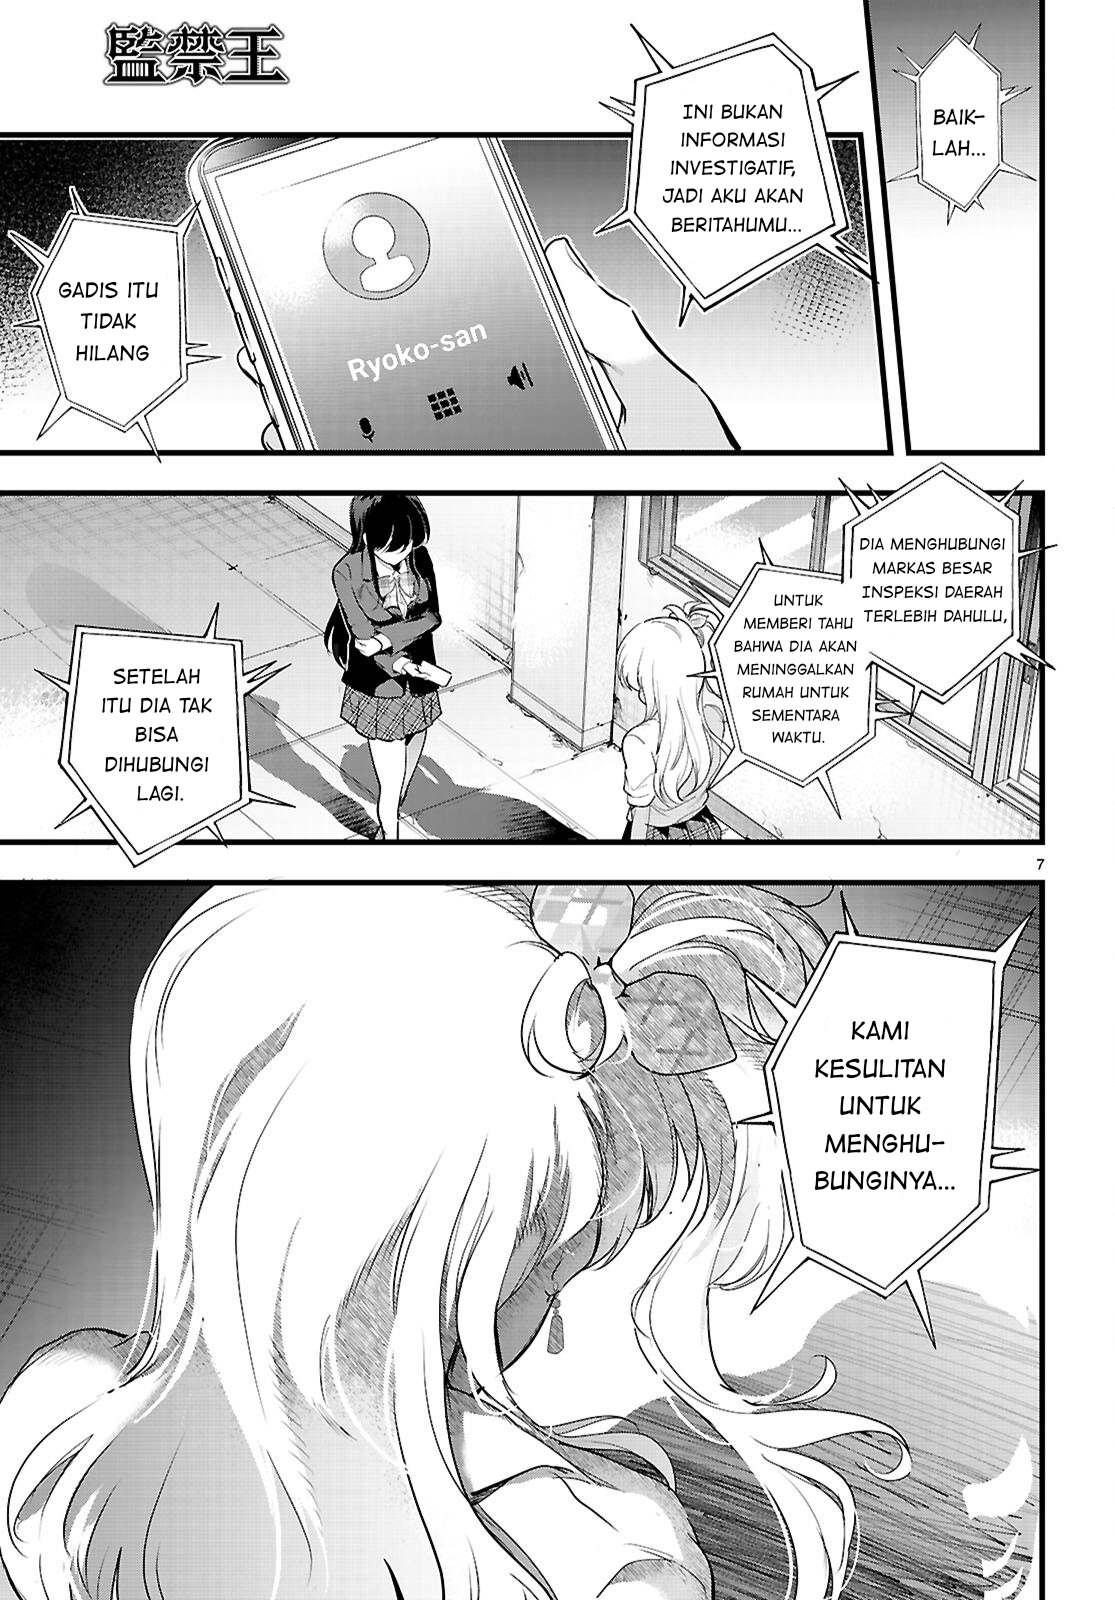 監禁王
BAIK-
LAH...
INI BUKAN
INFORMASI
INVESTIGATIF,
JADI AKU AKAN
BERITAHUMU...
Ryoko-san
GADIS ITU
TIDAK
HILANG
DIA MENGHUBUNGI
MARKAS BESAR
INSPEKSI DAERAH
TERLEBIH DAHULU,
UNTUK
MEMBERI TAHU
BAHWA DIA AKAN
MENINGGALKAN
RUMAH UNTUK
SEMENTARA
WAKTU.
SETELAH
ITU DIA TAK
BISA
DIHUBUNGI
LAGI.
7
KAMI
KESULITAN
UNTUK
MENGHU-
BUNGINYA...